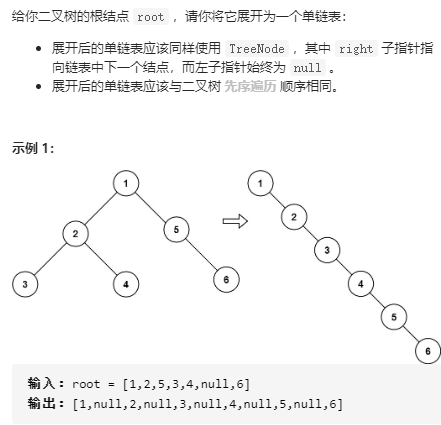 给你二叉树的根结点 root ，请你将它展开为一个单链表：
展开后的单链表应该同样使用 TreeNode ，其中 right 子指针指
向链表中下一个结点，而左子指针始终为 null 。
展开后的单链表应该与二叉树 先序遍历 顺序相同。
示例 1：
1
2
5
3
4
6
1
2
3
4
5
6
输入：root = [1,2,5,3,4,null,6]
输出：[1,null,2,null,3,null,4,null,5,null,6]